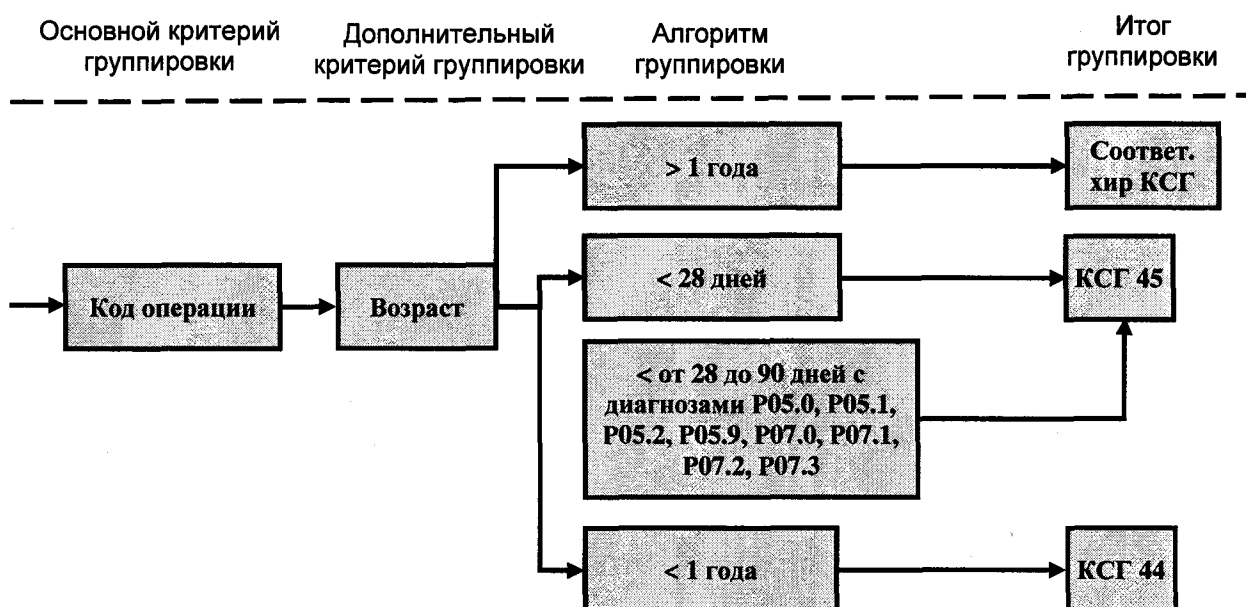 Основной критерий
группировки
Дополнительный
критерий группировки
Алгоритм
группировки
Итог
группировки
> 1 года
Соответ.
хир КСГ
Код операции
Возраст
< 28 дней
КСГ 45
< от 28 до 90 дней с
диагнозами P05.0, P05.1,
P05.2, P05.9, P07.0, P07.1,
P07.2, P07.3
< 1 года
КСГ 44